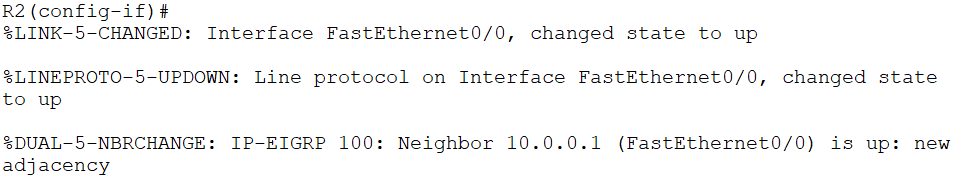 R2(config-if)#
%LINK-5-CHANGED: Interface FastEthernet0/0, changed state to up
%LINEPROTO-5-UPDOWN: Line protocol on Interface FastEthernet0/0, changed state
to up
%DUAL-5-NBRCHANGE: IP-EIGRP 100: Neighbor 10.0.0.1 (FastEthernet0/0) is up: new
adjacency